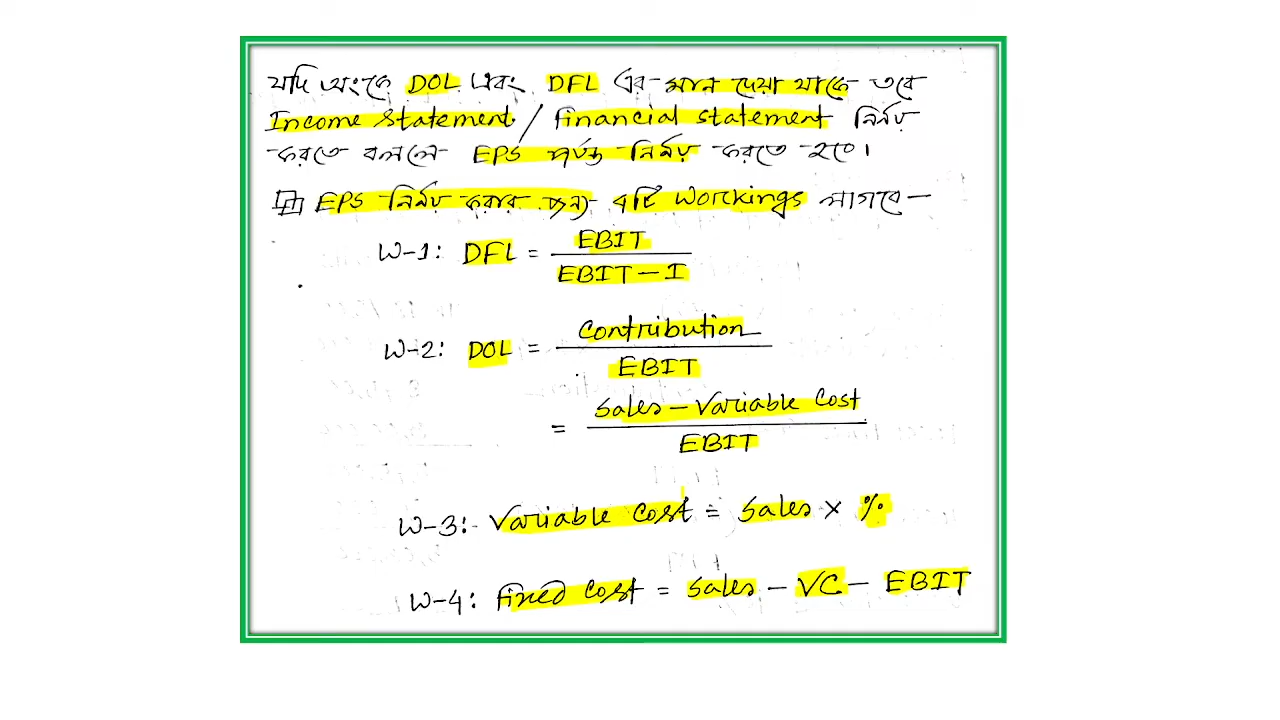 যদি অংকে DOL এবং DFL এর মান দেয়া থাকে তবে
Income Statement / Financial statement নির্ণয়
করতে বললে EPS পর্যন্ত নির্ণয় করতে হবে।
EPS নির্ণয় করার জন্য ৪টি Workings লাগবে—
W-1: DFL = EBIT / EBIT - I
W-2: DOL = Contribution / EBIT
= Sales - Variable Cost / EBIT
W-3: Variable Cost = Sales × %
W-4: Fixed Cost = Sales - VC - EBIT